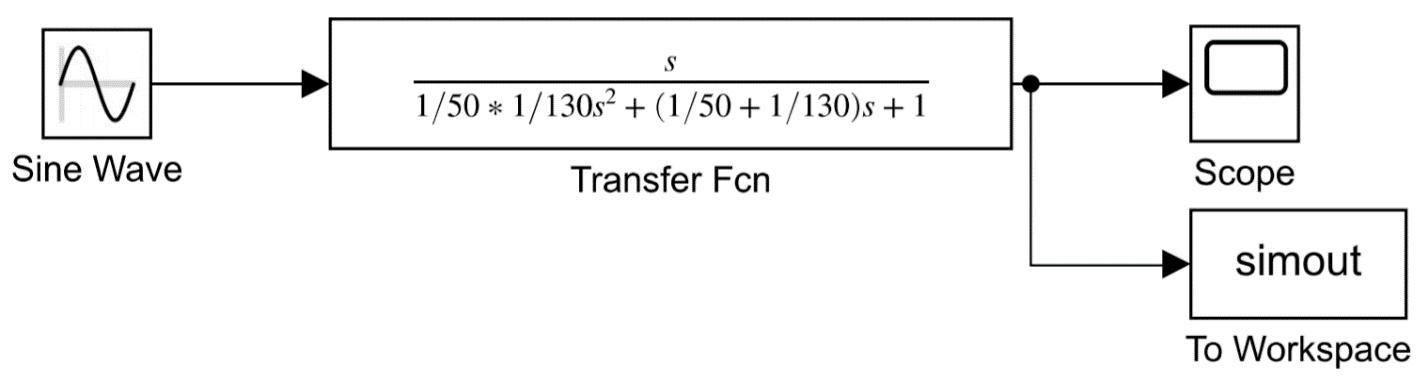 s
1/50 * 1/130s² + (1/50 + 1/130)s + 1
Sine Wave
Transfer Fcn
Scope
simout
To Workspace